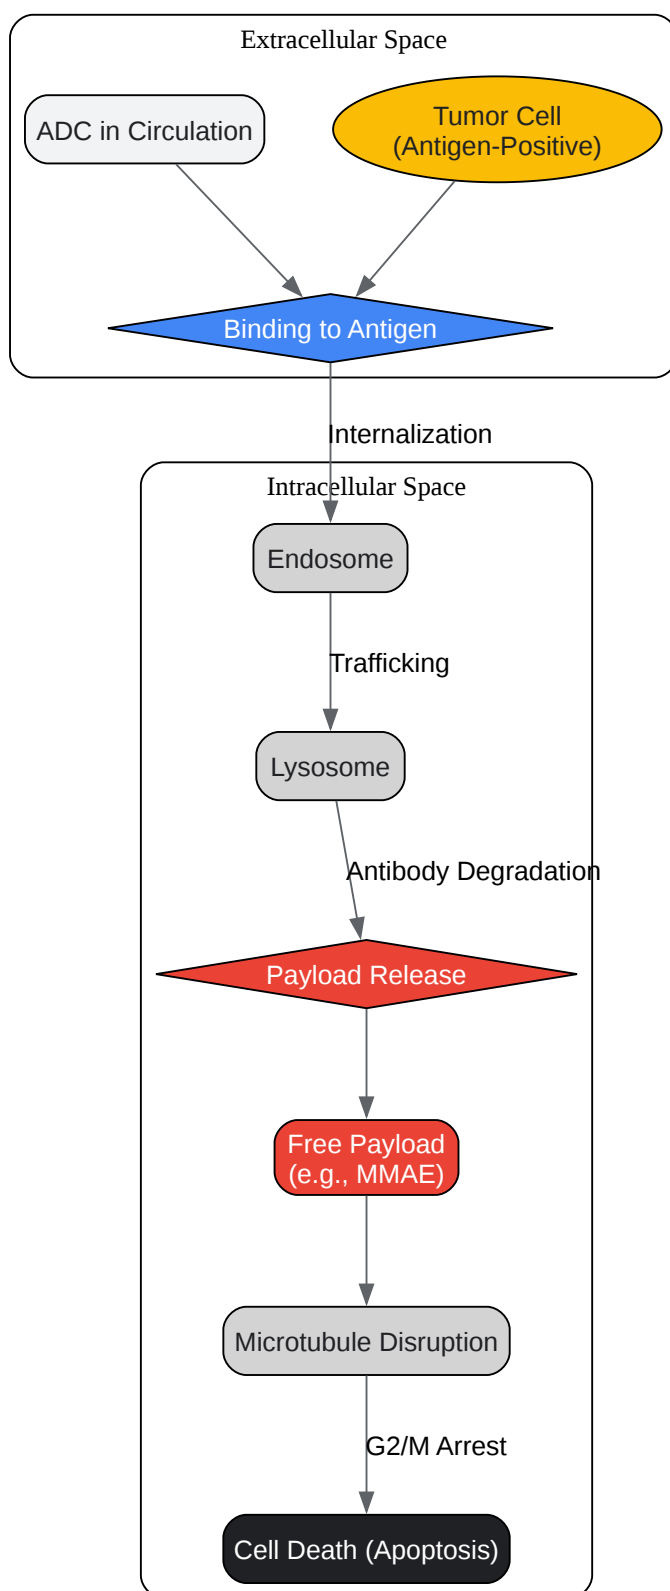 Extracellular Space
ADC in Circulation
Tumor Cell
(Antigen-Positive)
Binding to Antigen
Internalization
Intracellular Space
Endosome
Trafficking
Lysosome
Antibody Degradation
Payload Release
Free Payload
(e.g., MMAE)
Microtubule Disruption
G2/M Arrest
Cell Death (Apoptosis)